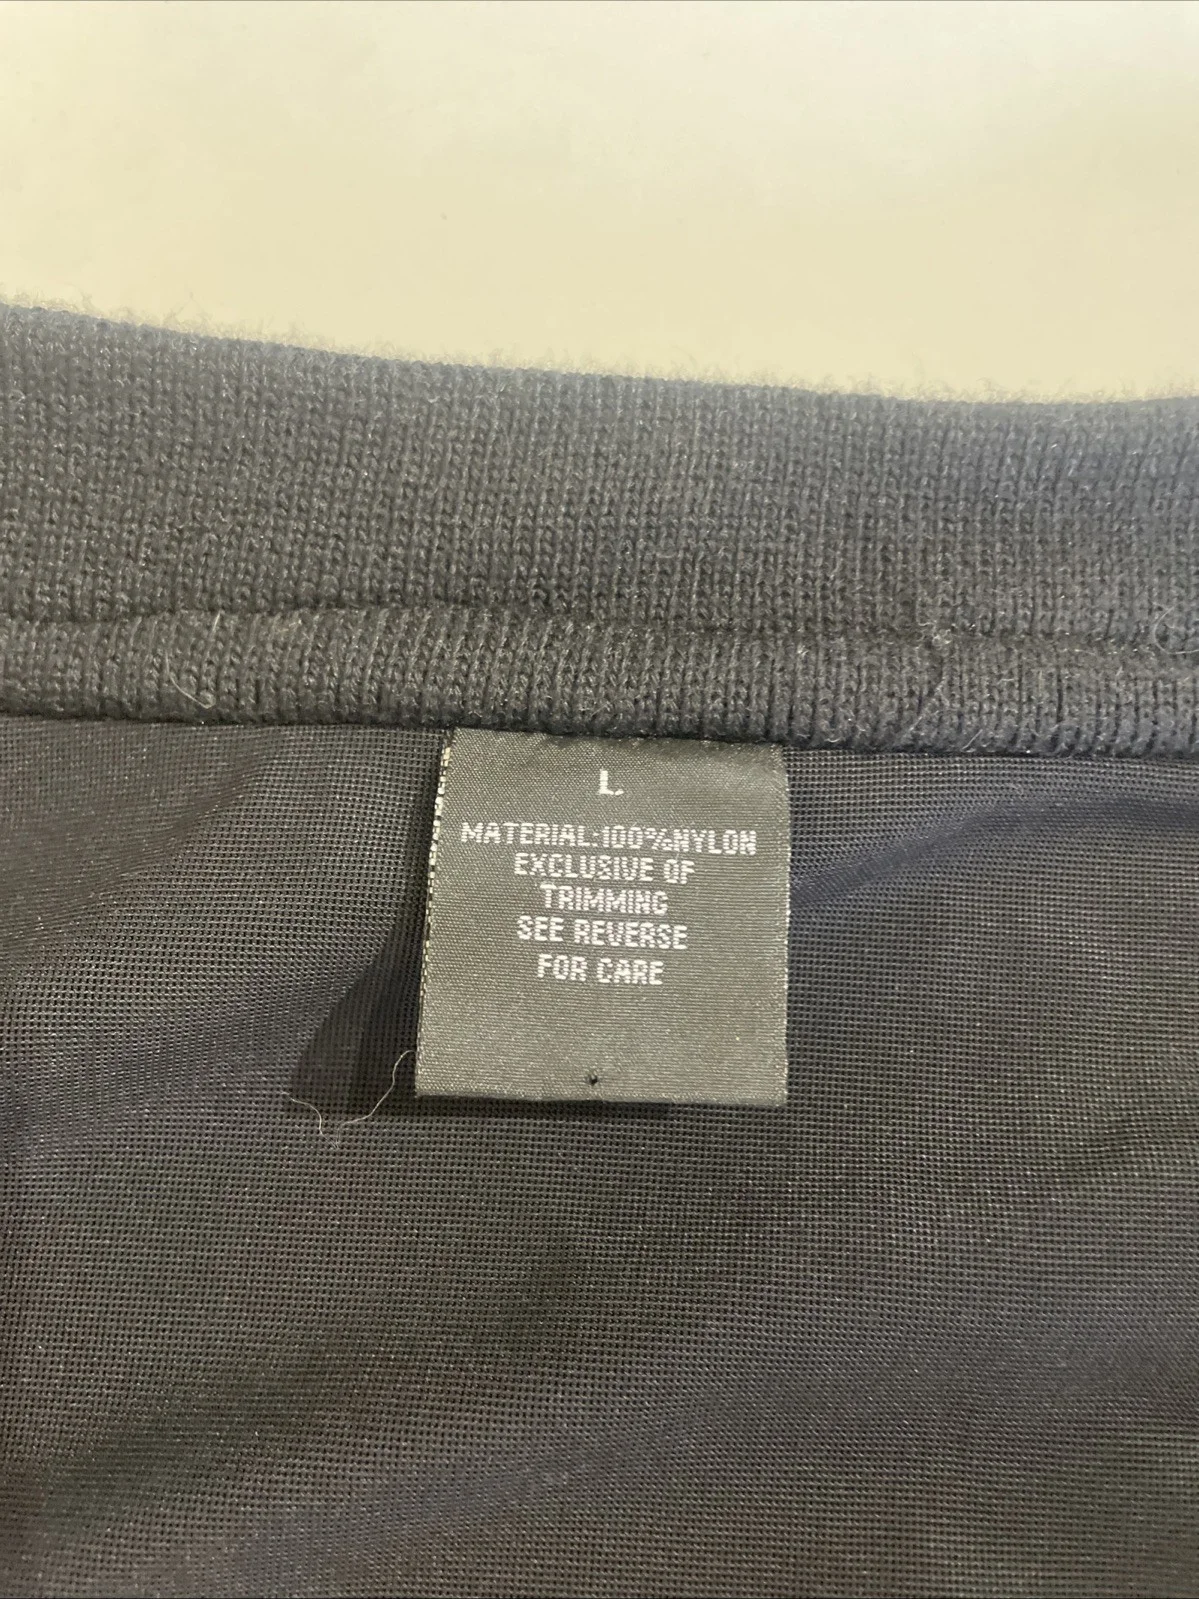 L
MATERIAL:100%NYLON
EXCLUSIVE OF
TRIMMING
SEE REVERSE
FOR CARE